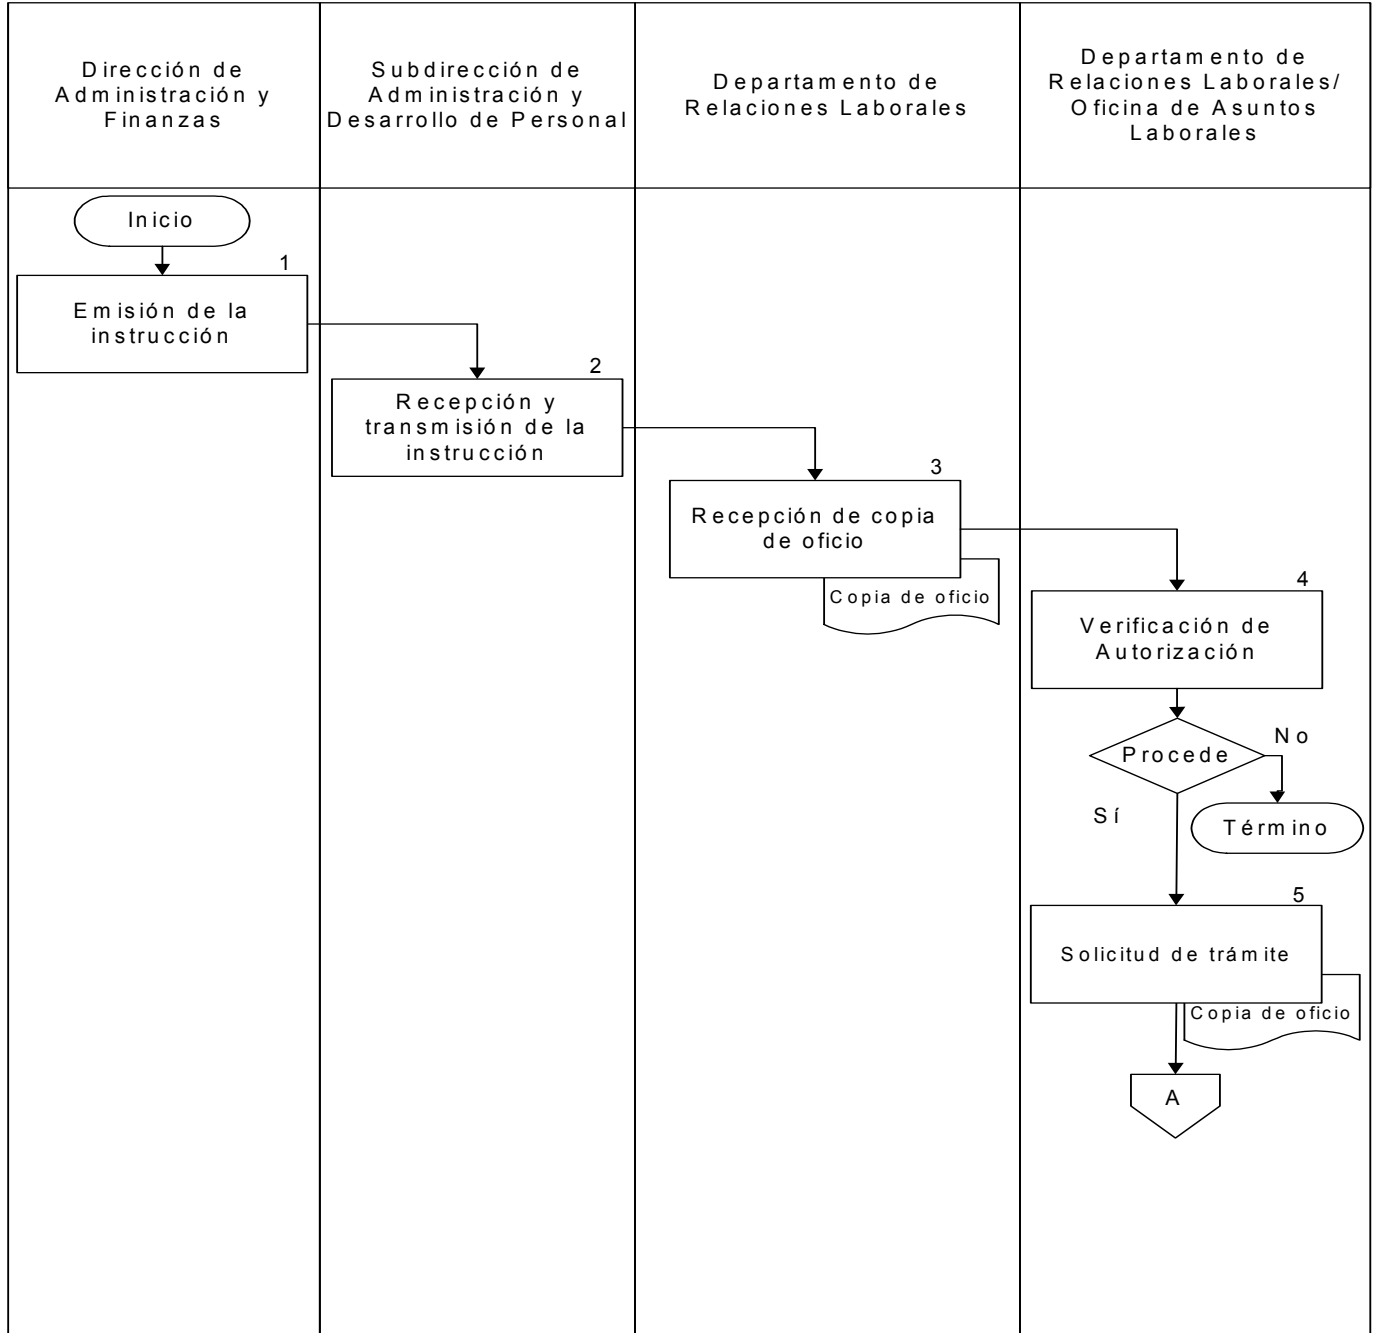 Dirección de
Administración y
Finanzas
Subdirección de
Administración y
Desarrollo de Personal
Departamento de
Relaciones Laborales
Departamento de
Relaciones Laborales/
Oficina de Asuntos
Laborales
Inicio
1
Emisión de la
instrucción
2
Recepción y
transmisión de la
instrucción
3
Recepción de copia
de oficio
Copia de oficio
4
Verificación de
Autorización
Procede
No
Sí
Término
5
Solicitud de trámite
Copia de oficio
A